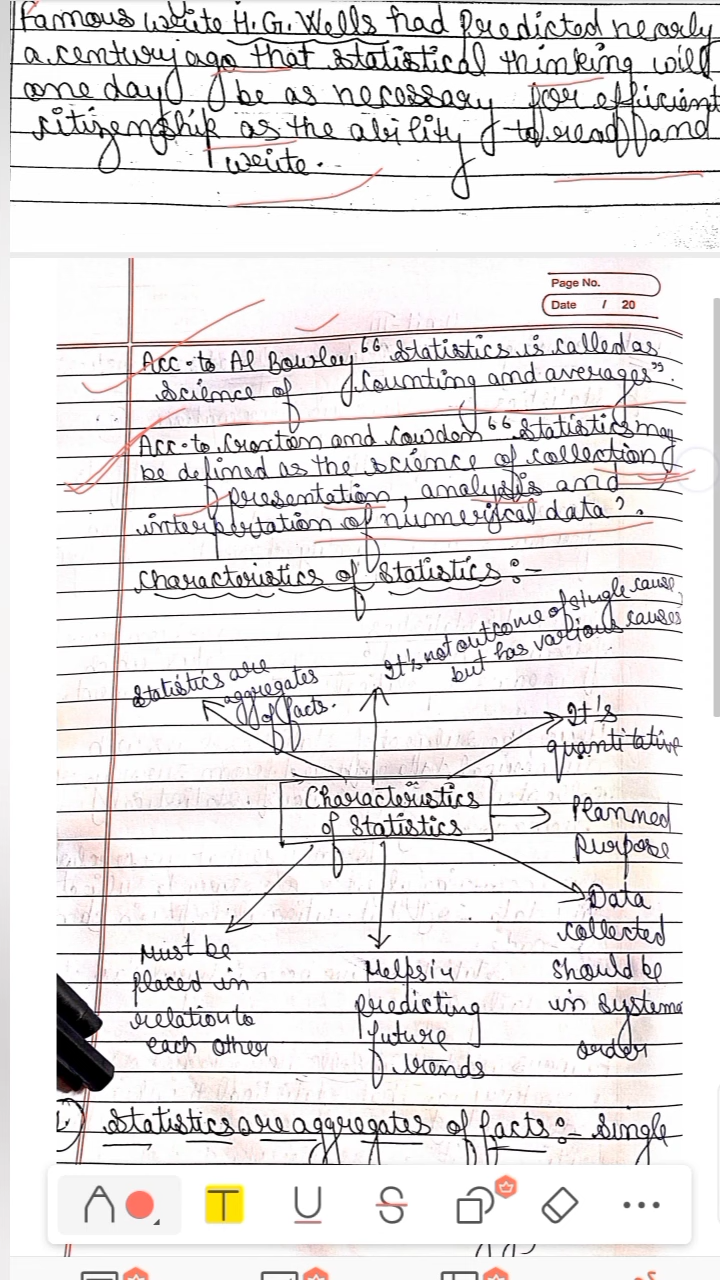 Famous write H.G. Wells had predicted nearly
a century ago that statistical thinking will
one day be as necessary for efficient
citizenship as the ability to read and
write.
Page No.
Date / 20
Acc. to Al Bowley “Statistics is called as
science of counting and averages”.
Acc. to Croxton and Cowdon “Statistics may
be defined as the science of collection
presentation, analysis and
interpertation of numerical data”.
Characteristics of Statistics :-
It's not outcome of single cause,
but has various causes
Statistics are
aggregates
of facts.
It's
quantitative
Characteristics
of Statistics
Planned
purpose
Data
collected
should be
in systema
order
Must be
placed in
relation to
each other
Helps in
predicting
future
trends
1.) Statistics are aggregates of facts :- Single
T
U
S